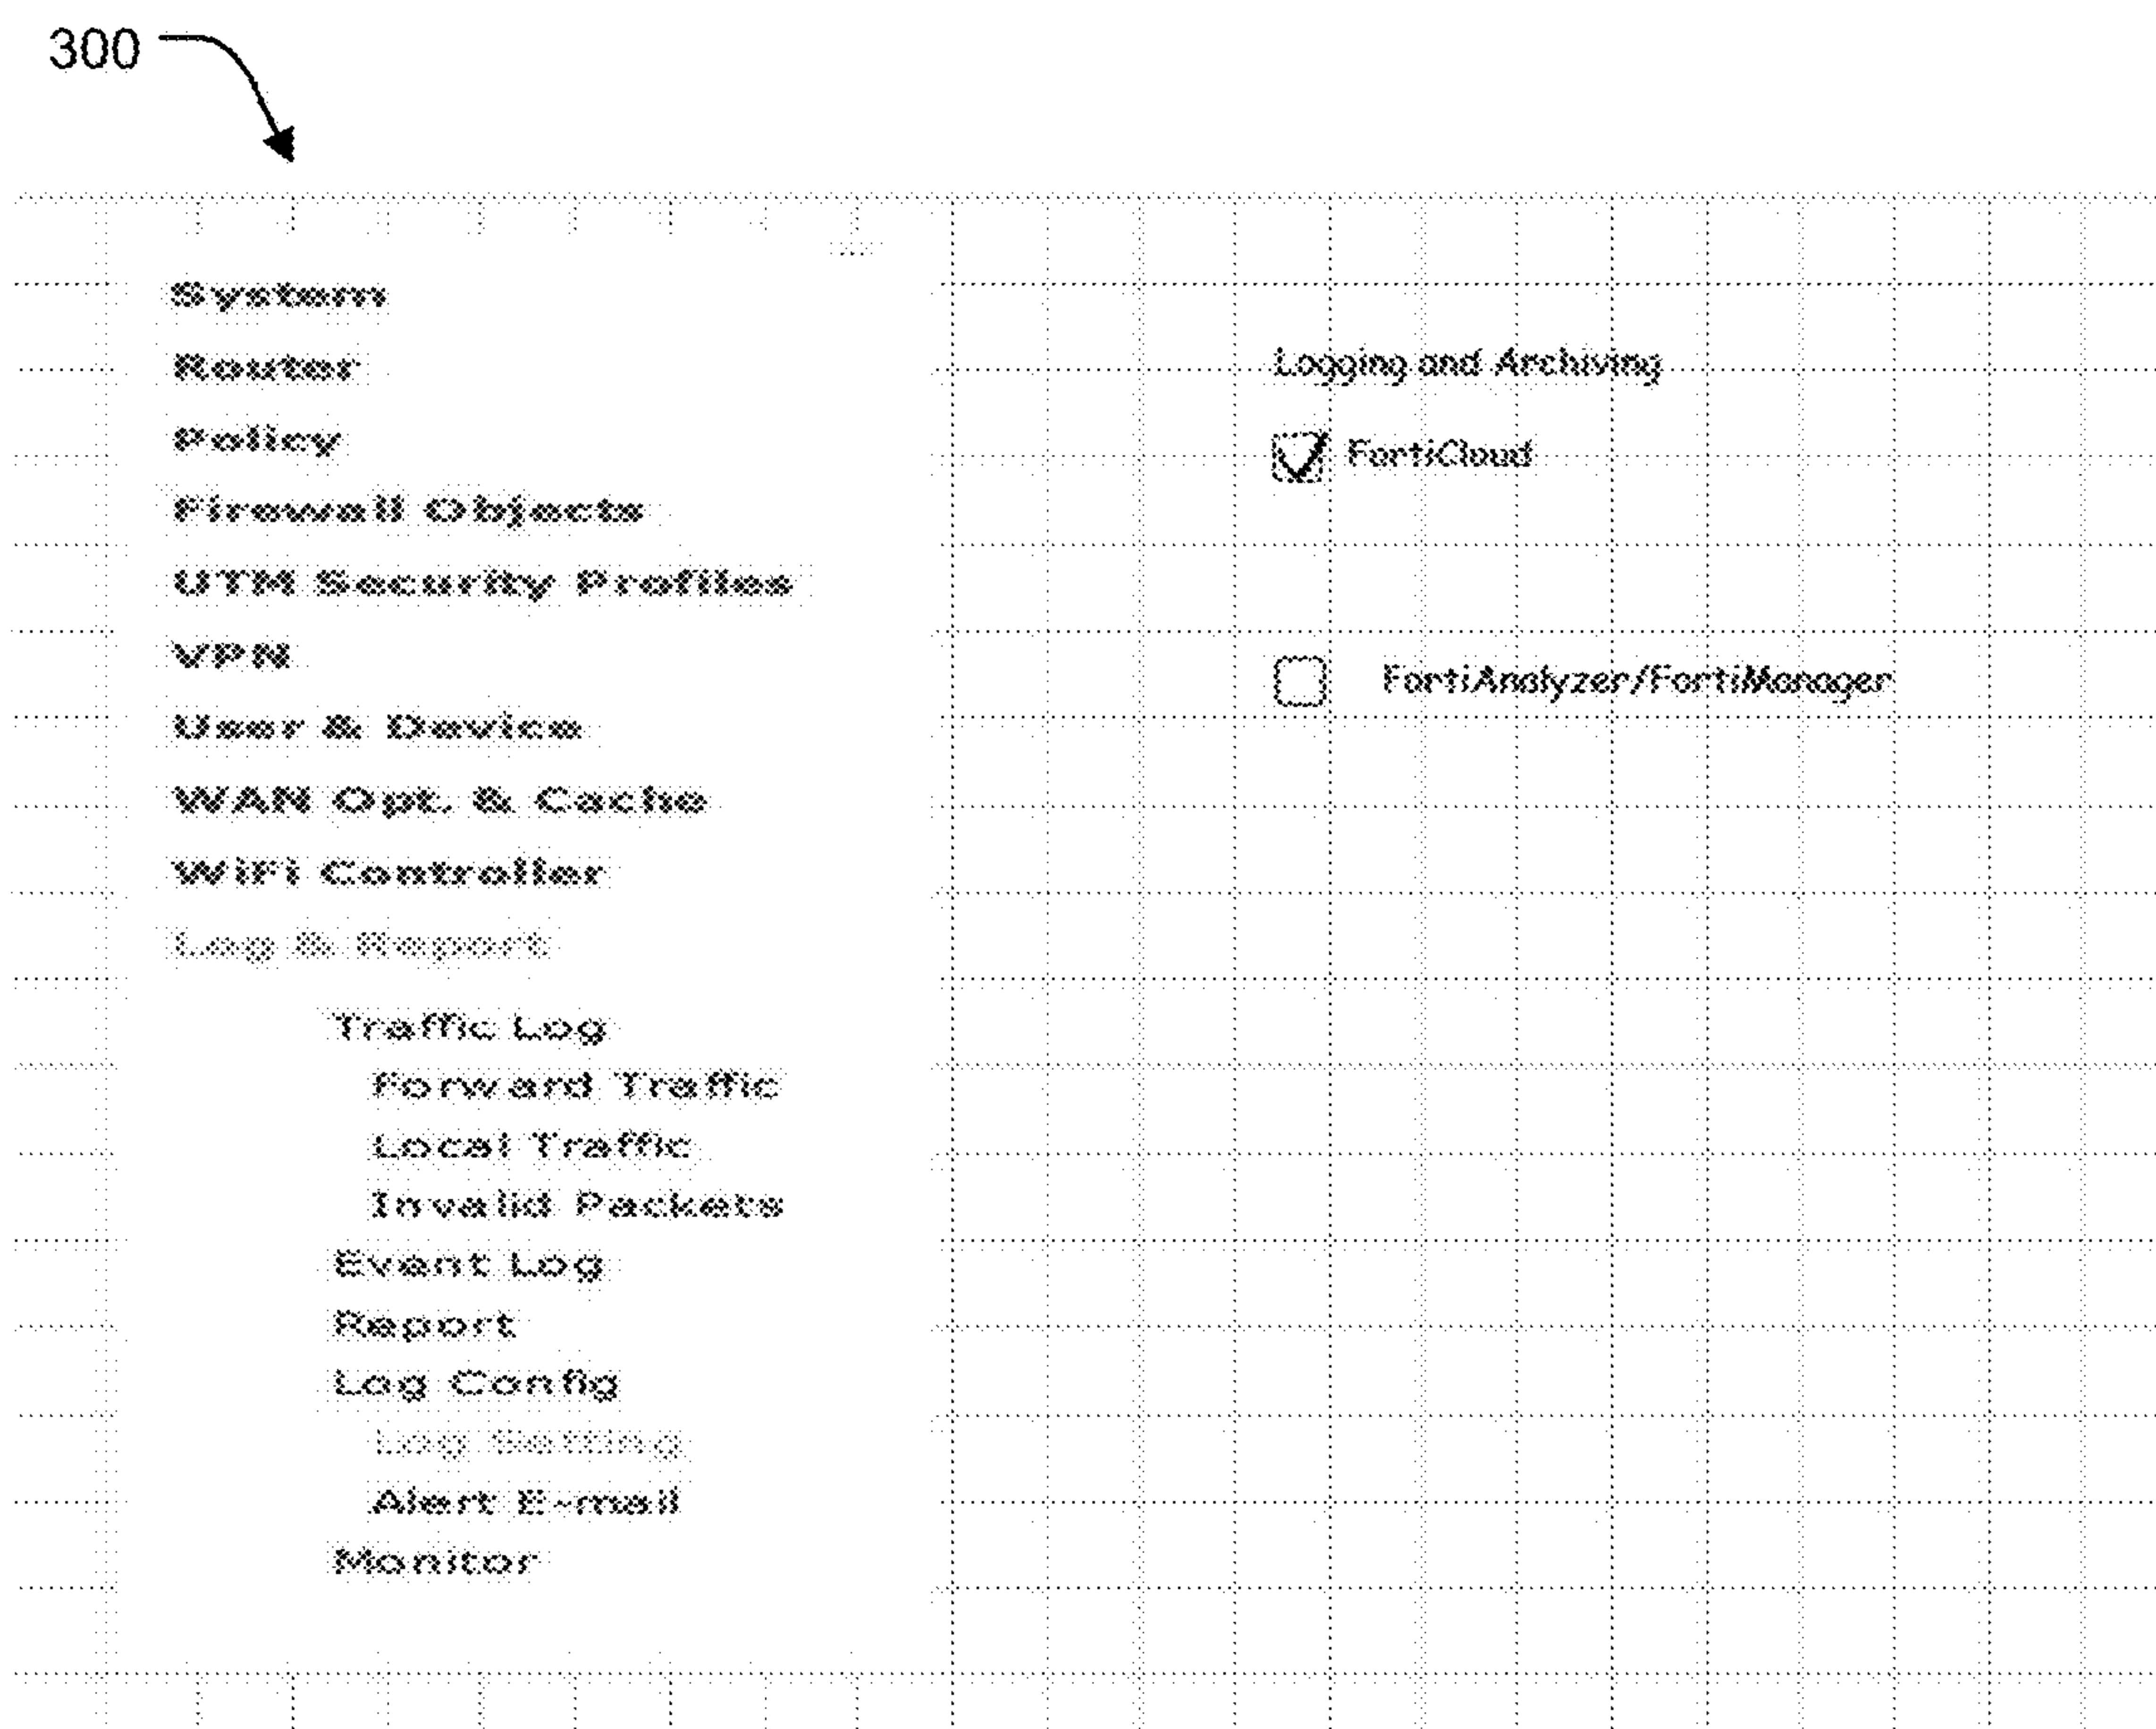 300
System
Router
Policy
Firewall Objects
UTM Security Profiles
VPN
User & Device
WAN Opt. & Cache
WiFi Controller
Log & Report
Traffic Log
Forward Traffic
Local Traffic
Invalid Packets
Event Log
Report
Log Config
Log Setting
Alert E-mail
Monitor
Logging and Archiving
FortiCloud
FortiAnalyzer/FortiManager